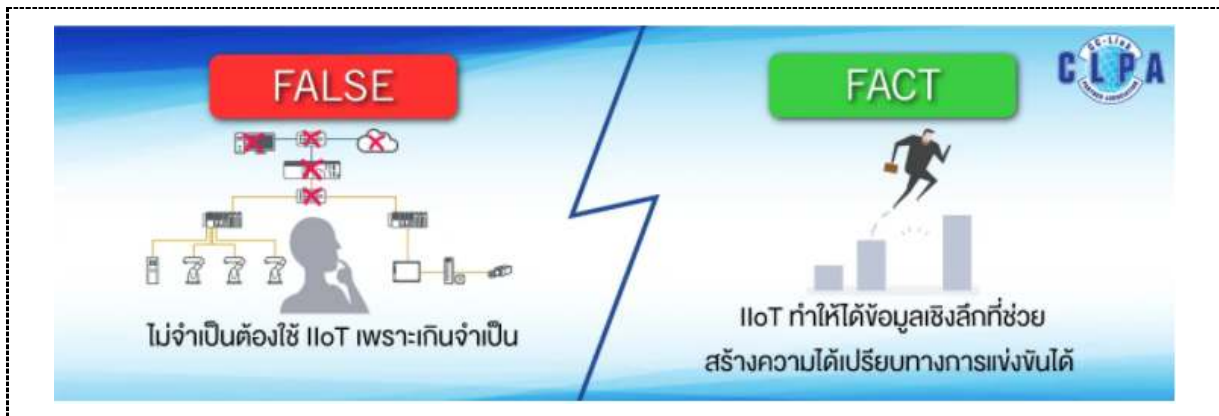 FALSE
ไม่จำเป็นต้องใช้ IIoT เพราะเกินจำเป็น
FACT
IIoT ทำให้ได้ข้อมูลเชิงลึกที่ช่วย
สร้างความได้เปรียบทางการแข่งขันได้
CC-Link
CLPA
PARTNER ASSOCIATION